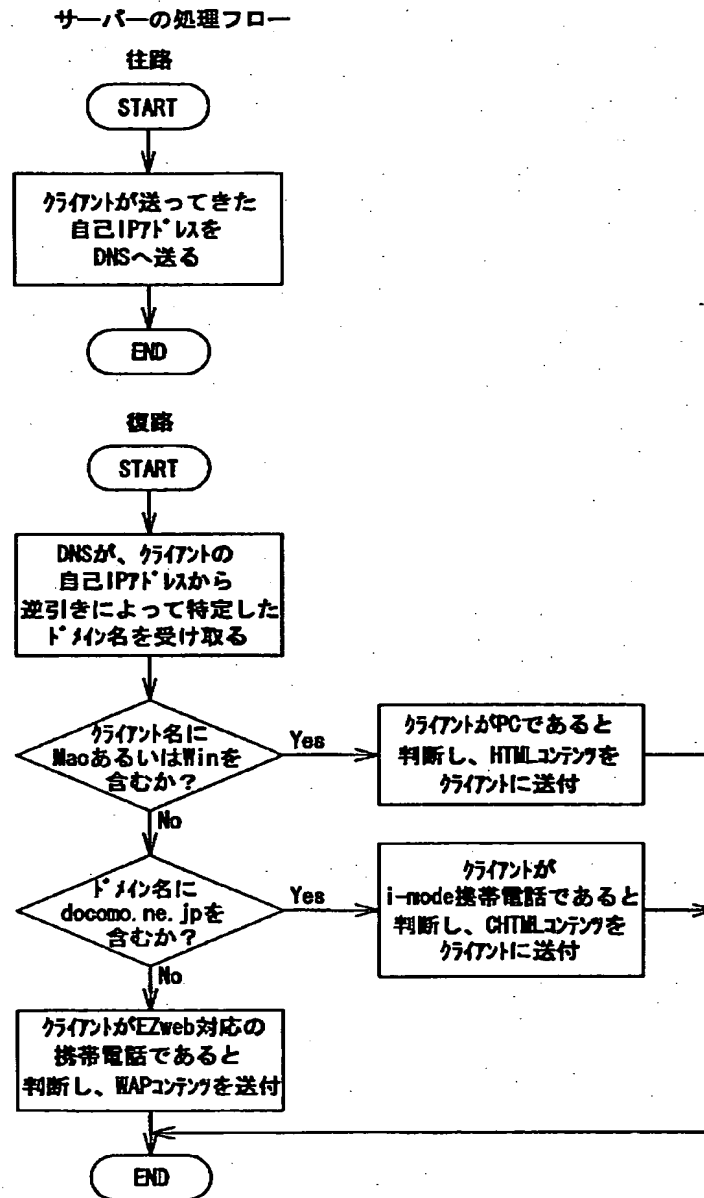 サーバーの処理フロー
往路
START
クライアントが送ってきた
自己IPアドレスを
DNSへ送る
END
復路
START
DNSが、クライアントの
自己IPアドレスから
逆引きによって特定した
ドメイン名を受け取る
クライアント名に
MacあるいはWinを
含むか?
Yes
クライアントがPCであると
判断し、HTMLコンテンツを
クライアントに送付
No
ドメイン名に
docomo.ne.jpを
含むか?
Yes
クライアントが
i-mode携帯電話であると
判断し、CHTMLコンテンツを
クライアントに送付
No
クライアントがEZweb対応の
携帯電話であると
判断し、WAPコンテンツを送付
END